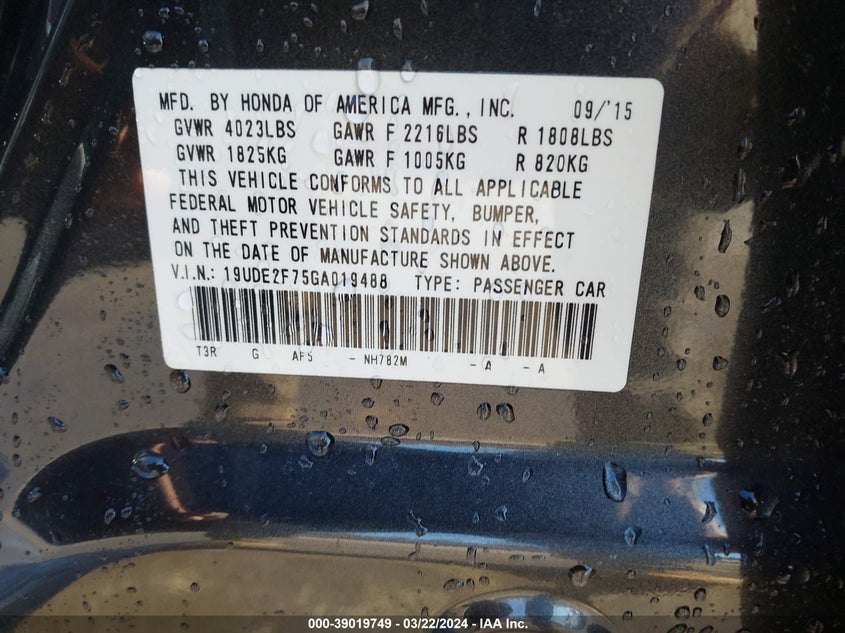 MFD. BY HONDA OF AMERICA MFG., INC. 09/'15
GVWR 4023LBS GAWR F 2216LBS R 1808LBS
GVWR 1825KG GAWR F 1005KG R 820KG
THIS VEHICLE CONFORMS TO ALL APPLICABLE
FEDERAL MOTOR VEHICLE SAFETY, BUMPER,
AND THEFT PREVENTION STANDARDS IN EFFECT
ON THE DATE OF MANUFACTURE SHOWN ABOVE.
V.I.N.: 19UDE2F75GA019488 TYPE: PASSENGER CAR
T3R G AF5 - NH782M - A - A
000-39019749 - 03/22/2024 - IAA Inc.